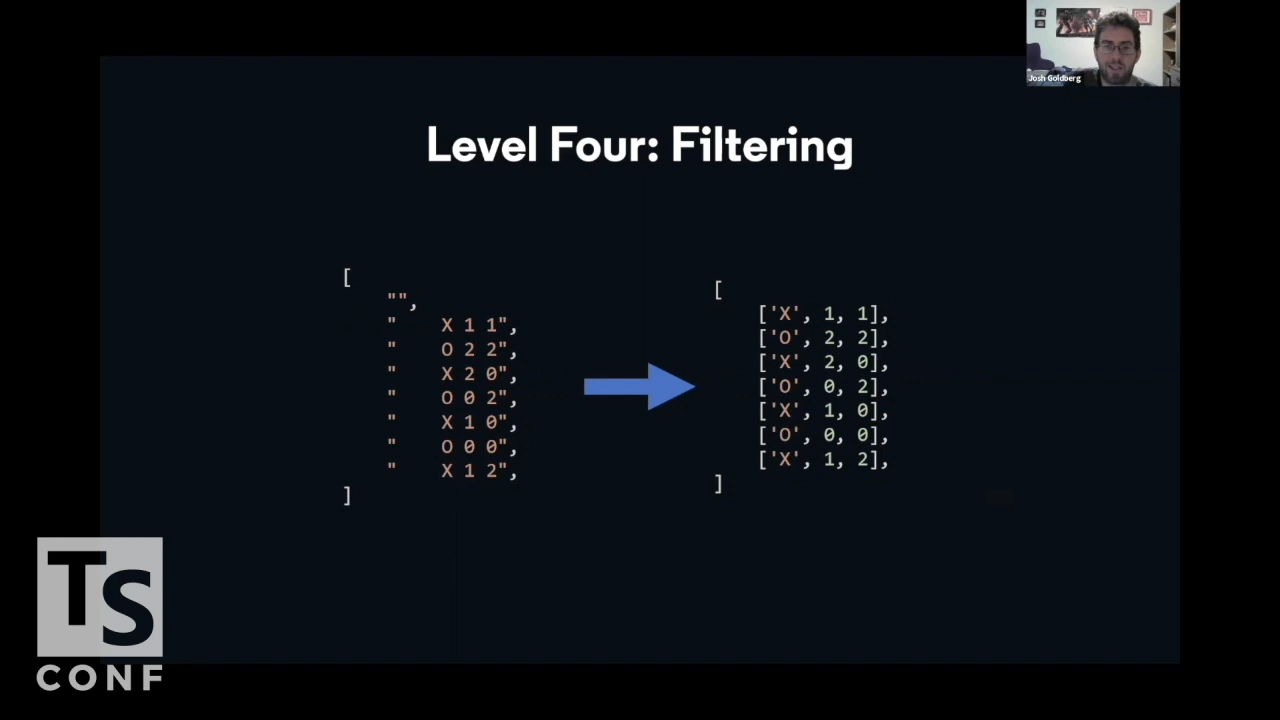 Josh Goldberg
Level Four: Filtering
[
"",
"    X 1 1",
"    O 2 2",
"    X 2 0",
"    O 0 2",
"    X 1 0",
"    O 0 0",
"    X 1 2",
]
[
['X', 1, 1],
['O', 2, 2],
['X', 2, 0],
['O', 0, 2],
['X', 1, 0],
['O', 0, 0],
['X', 1, 2],
]
TS
CONF